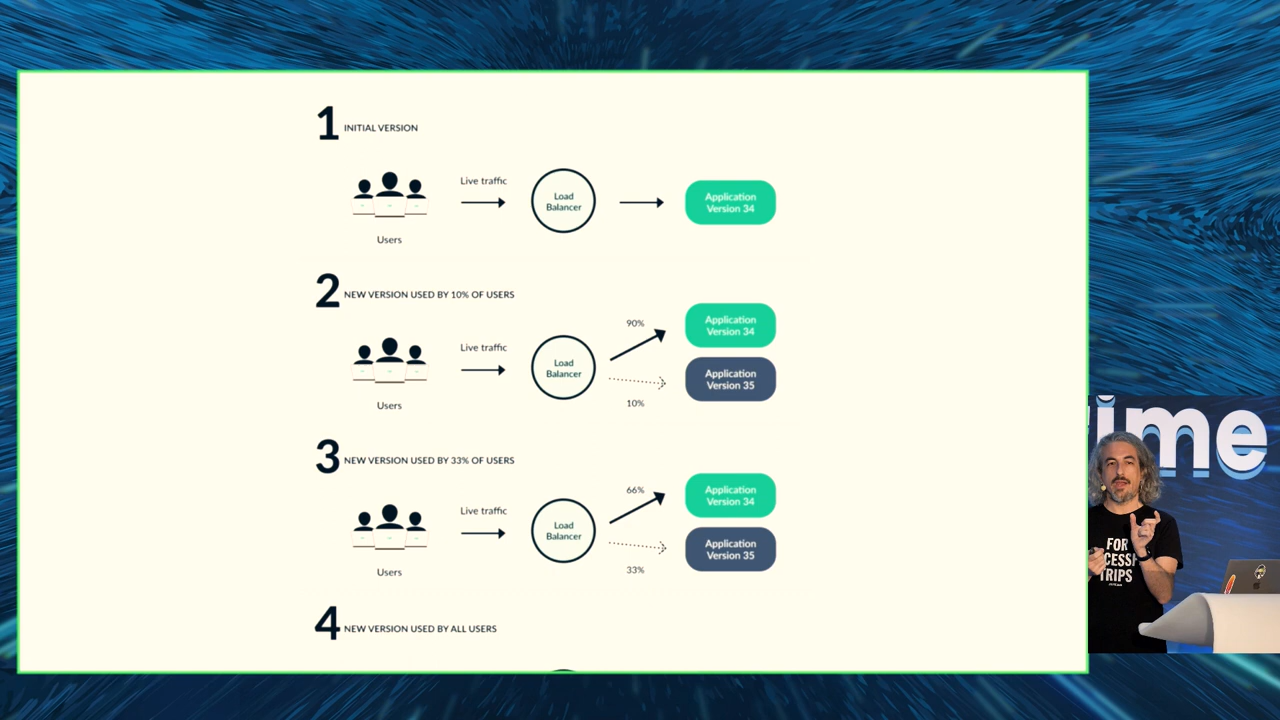 1 INITIAL VERSION
Live traffic
Load
Balancer
Application
Version 34
Users
2 NEW VERSION USED BY 10% OF USERS
90%
Application
Version 34
Live traffic
Load
Balancer
Application
Version 35
10%
Users
3 NEW VERSION USED BY 33% OF USERS
66%
Application
Version 34
Live traffic
Load
Balancer
Application
Version 35
33%
Users
4 NEW VERSION USED BY ALL USERS
ime
FOR
CCESSF
TRIPS